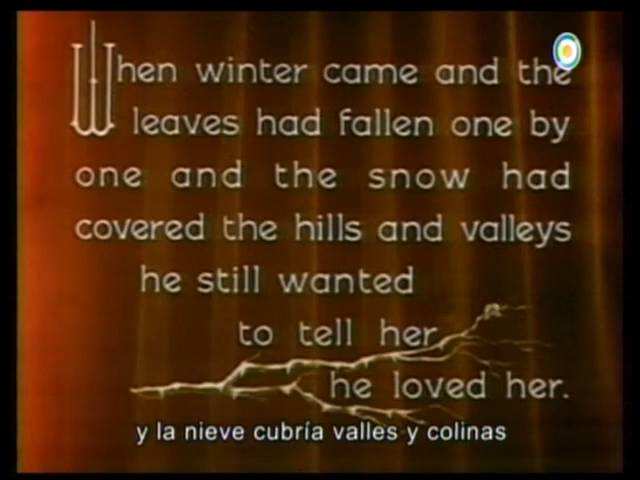 When winter came and the
leaves had fallen one by
one and the snow had
covered the hills and valleys
he still wanted
to tell her
he loved her.
y la nieve cubría valles y colinas